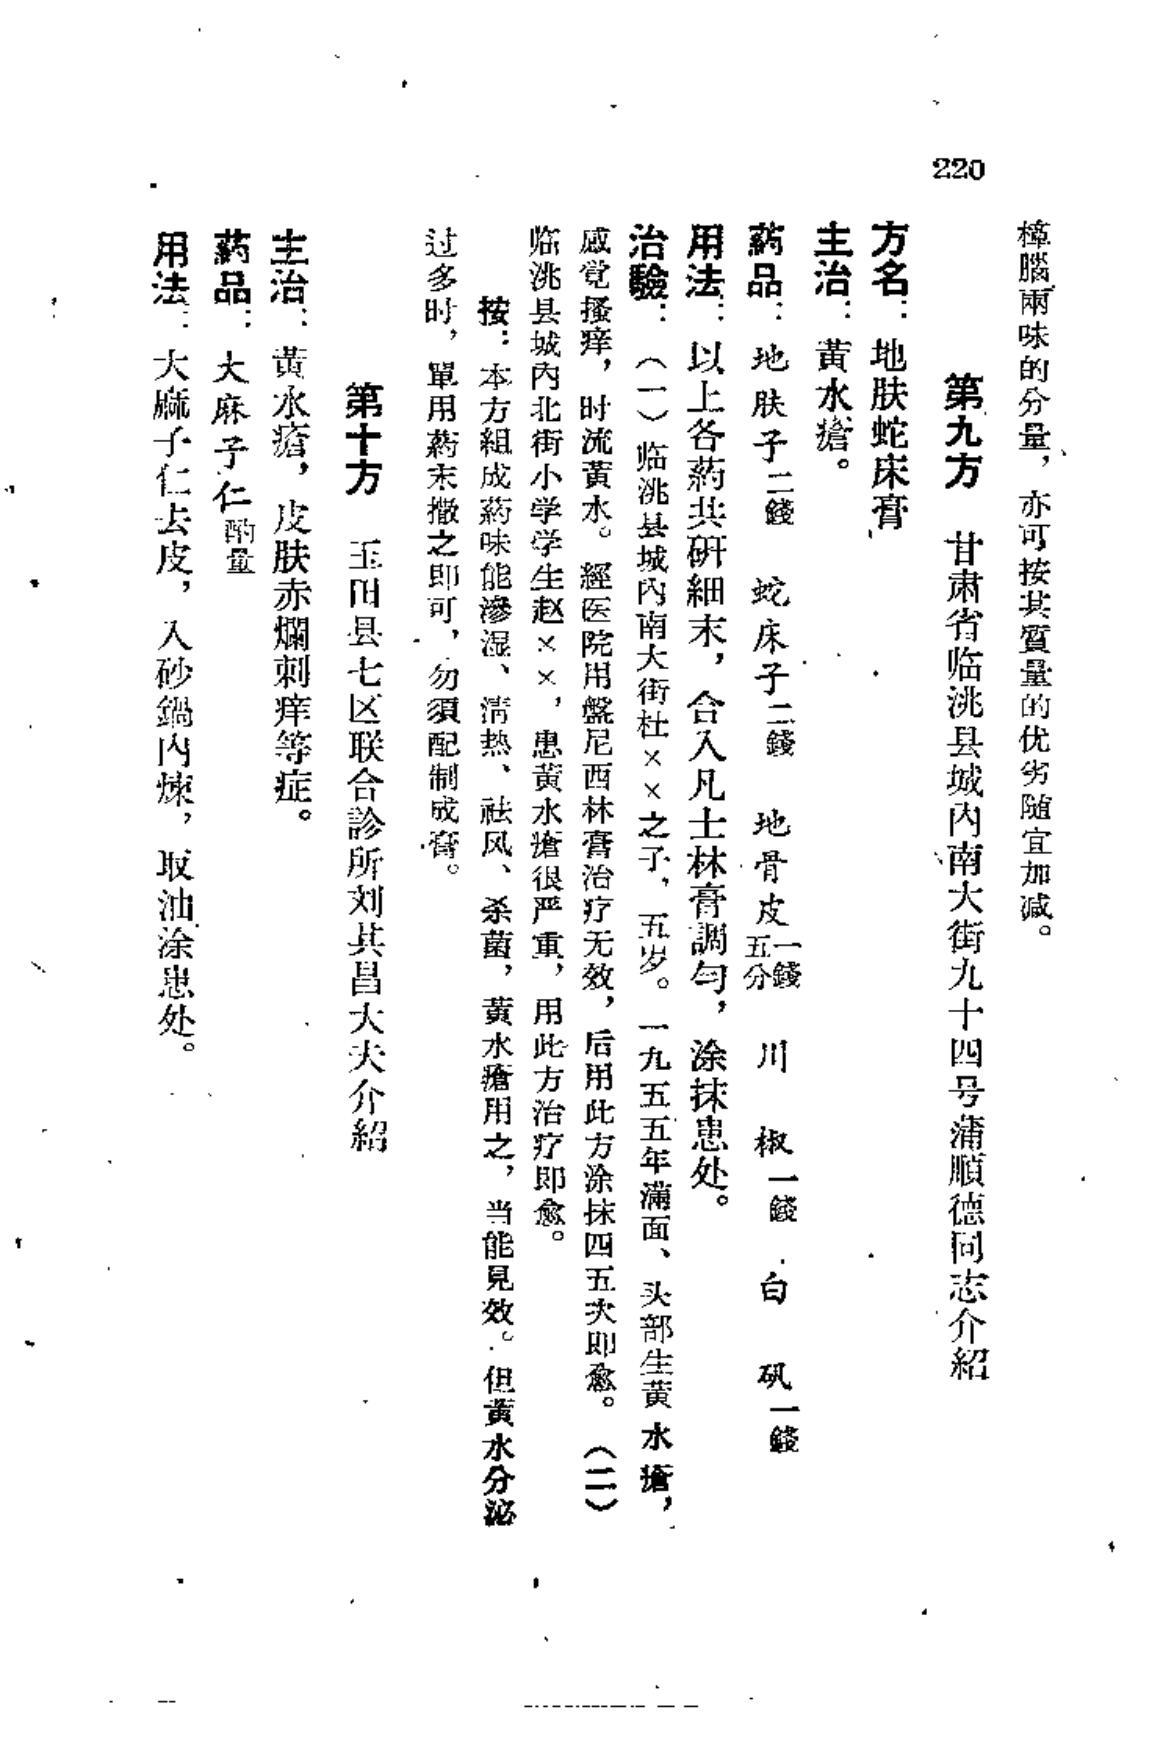 220
樟腦兩味的分量，亦可按其質量的优劣随宜加减。
第九方　甘肃省临洮县城内南大街九十四号蒲順德同志介紹
方名：地肤蛇床膏
主治：黃水瘡。
葯品：地肤子二錢　蛇床子二錢　地骨皮一錢五分　川椒一錢　白矾一錢
用法：以上各葯共研細末，合入凡士林膏調匀，涂抹患处。
治驗：（一）临洮县城内南大街杜××之子，五岁。一九五五年滿面、头部生黃水瘡，
感觉搔痒，时流黃水。經医院用盤尼西林膏治疗无效，后用此方涂抹四五次即愈。（二）
临洮县城内北街小学学生赵××，患黃水瘡很严重，用此方治疗即愈。
按：本方組成葯味能滲湿、清热、祛风、杀菌，黃水瘡用之，当能見效。但黃水分泌
过多时，單用葯末撒之即可，勿須配制成膏。
第十方　玉田县七区联合診所刘其昌大夫介紹
主治：黃水瘡，皮肤赤爛刺痒等症。
葯品：大麻子仁酌量
用法：大麻子仁去皮，入砂鍋内煉，取油涂患处。